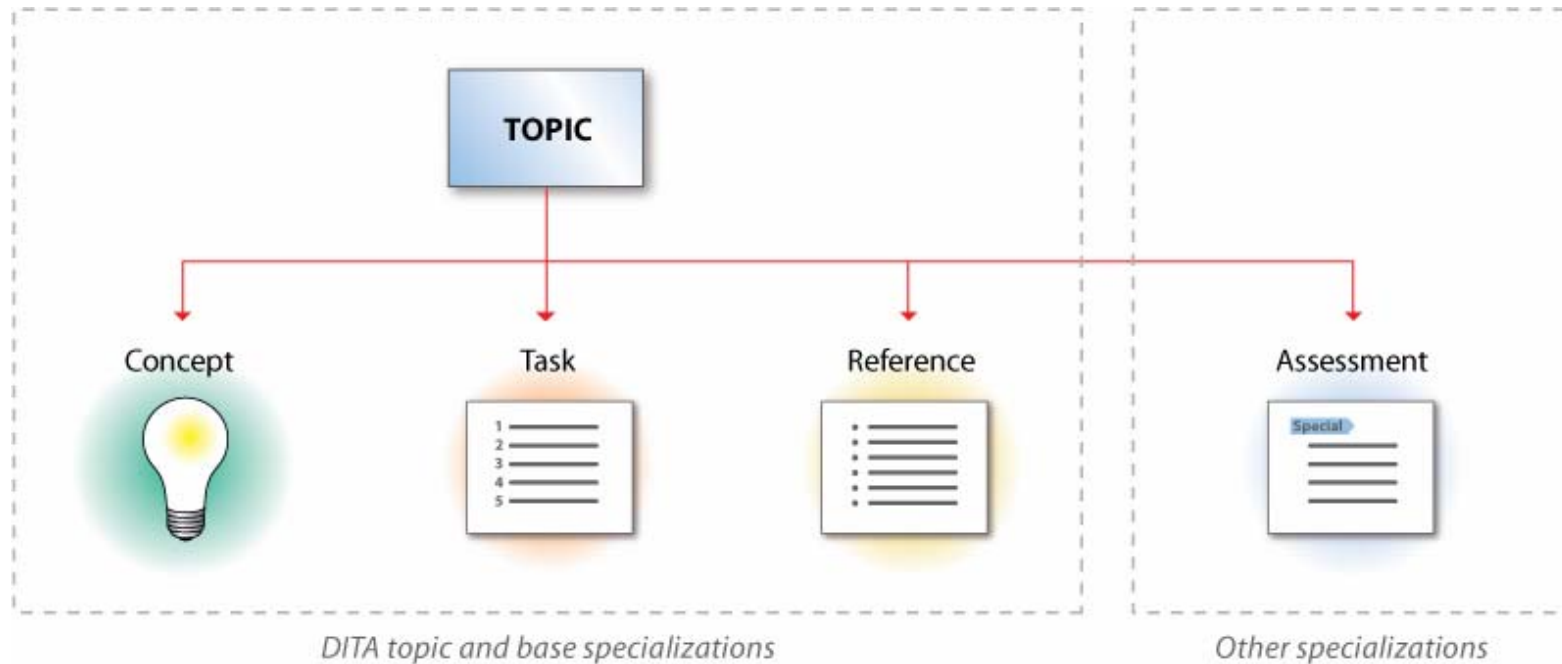 TOPIC
Concept
Task
Reference
Assessment
1
2
3
4
5
Special
DITA topic and base specializations
Other specializations